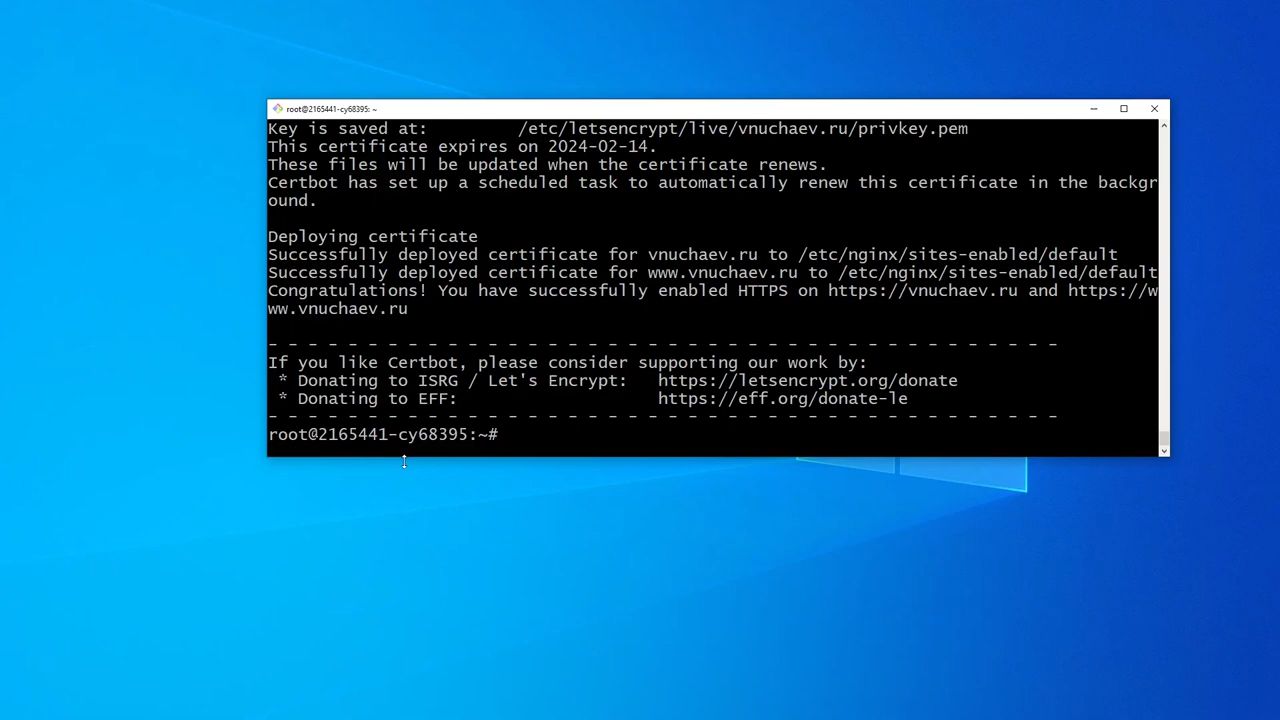 root@2165441-cy68395: ~
Key is saved at:         /etc/letsencrypt/live/vnuchaev.ru/privkey.pem
This certificate expires on 2024-02-14.
These files will be updated when the certificate renews.
Certbot has set up a scheduled task to automatically renew this certificate in the backgr
ound.
Deploying certificate
Successfully deployed certificate for vnuchaev.ru to /etc/nginx/sites-enabled/default
Successfully deployed certificate for www.vnuchaev.ru to /etc/nginx/sites-enabled/default
Congratulations! You have successfully enabled HTTPS on https://vnuchaev.ru and https://w
ww.vnuchaev.ru
- - - - - - - - - - - - - - - - - - - - - - - - - - - - - - - - - - - - - - - -
If you like Certbot, please consider supporting our work by:
 * Donating to ISRG / Let's Encrypt:   https://letsencrypt.org/donate
 * Donating to EFF:                    https://eff.org/donate-le
- - - - - - - - - - - - - - - - - - - - - - - - - - - - - - - - - - - - - - - -
root@2165441-cy68395:~#